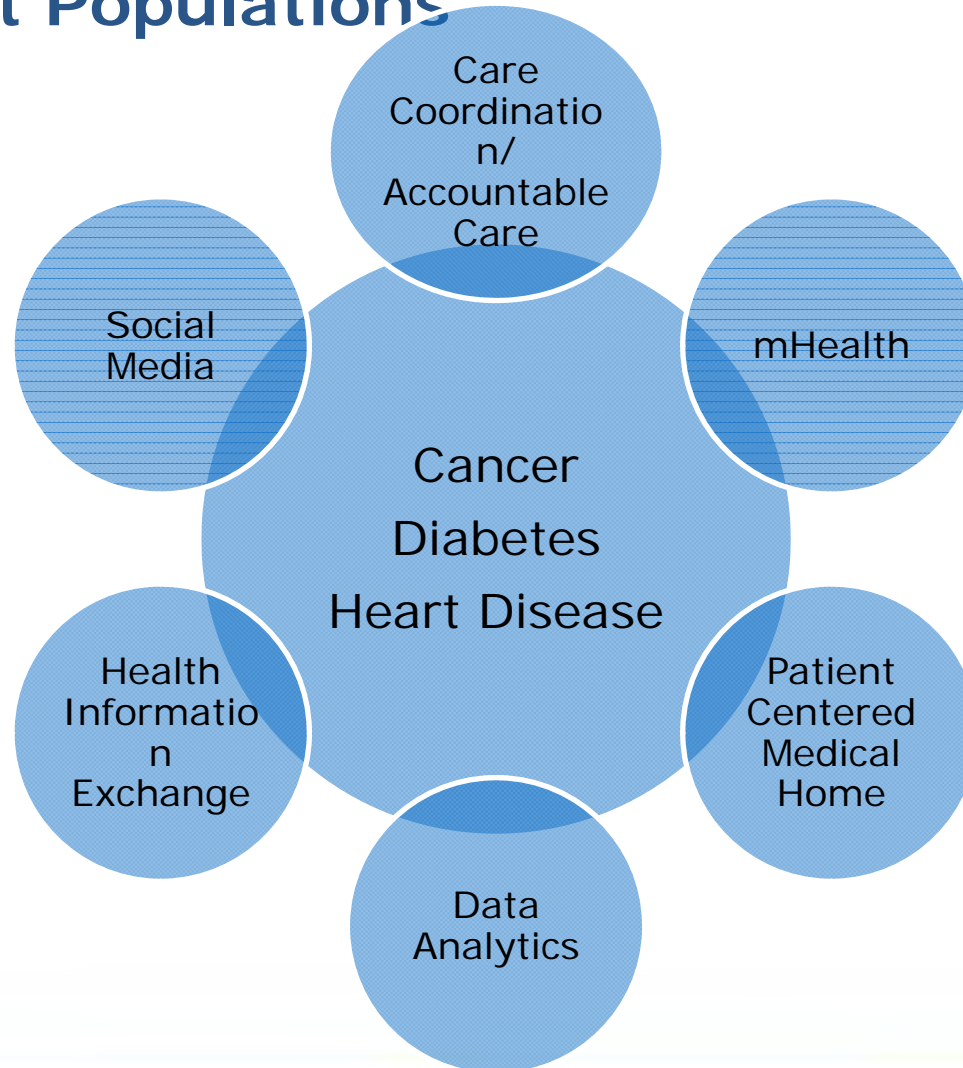 t Populations
Care
Coordinatio
n/
Accountable
Care
Social
Media
mHealth
Cancer
Diabetes
Heart Disease
Health
Informatio
n
Exchange
Patient
Centered
Medical
Home
Data
Analytics